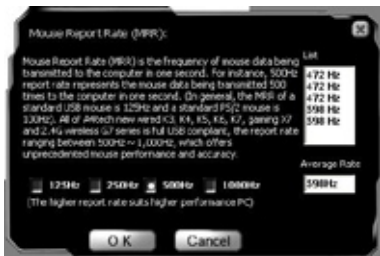 Mouse Report Rate (MRR):
Mouse Report Rate (MRR) is the frequency of mouse data being
transmitted to the computer in one second. For instance, 500Hz
report rate represents the mouse data being transmitted 500
times to the computer in one second. (In general, the MRR of a
standard USB mouse is 125Hz and a standard PS/2 mouse is
100Hz). All of A4tech new wired K3, K4, K5, K6, K7, gaming X7
and 2.4G wireless G7 series is full USB compliant, the report rate
ranging between 500Hz ~ 1,000Hz, which offers
unprecedented mouse performance and accuracy.
125Hz 250Hz 500Hz 1000Hz
(The higher report rate suits higher performance PC)
OK Cancel
List
472 Hz
472 Hz
472 Hz
472 Hz
598 Hz
Average Rate
598Hz